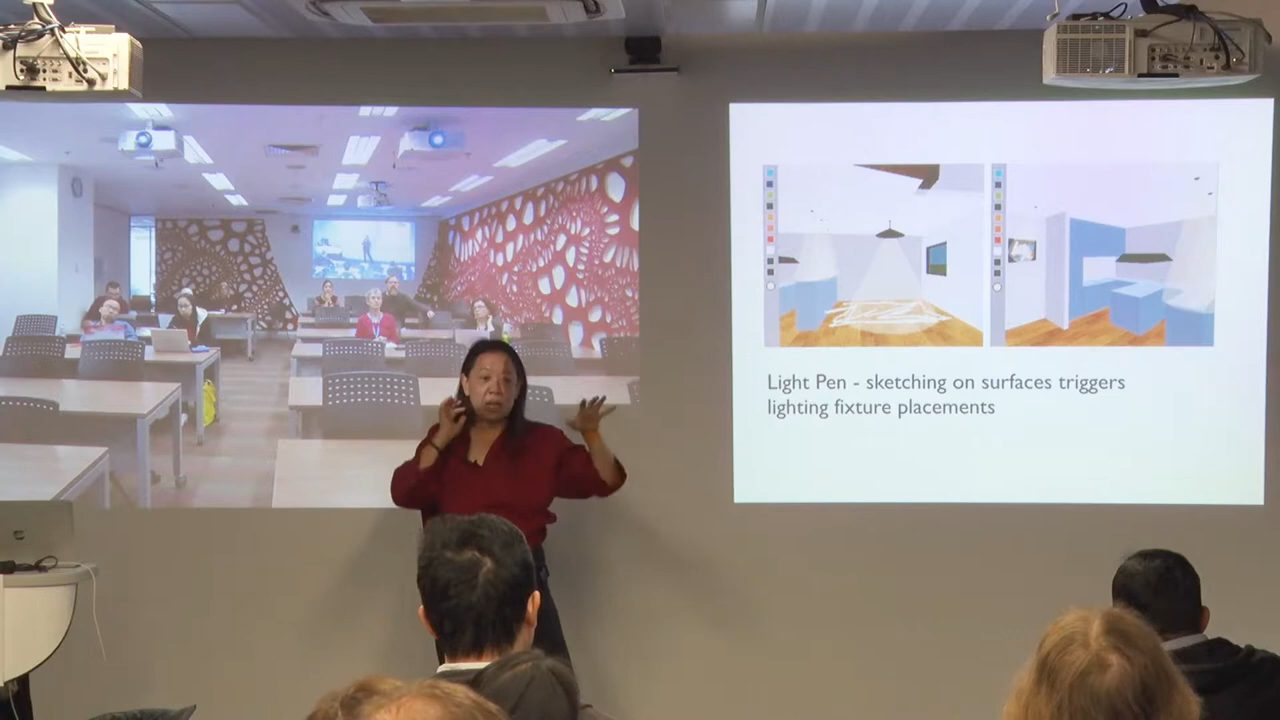 Light Pen - sketching on surfaces triggers
lighting fixture placements